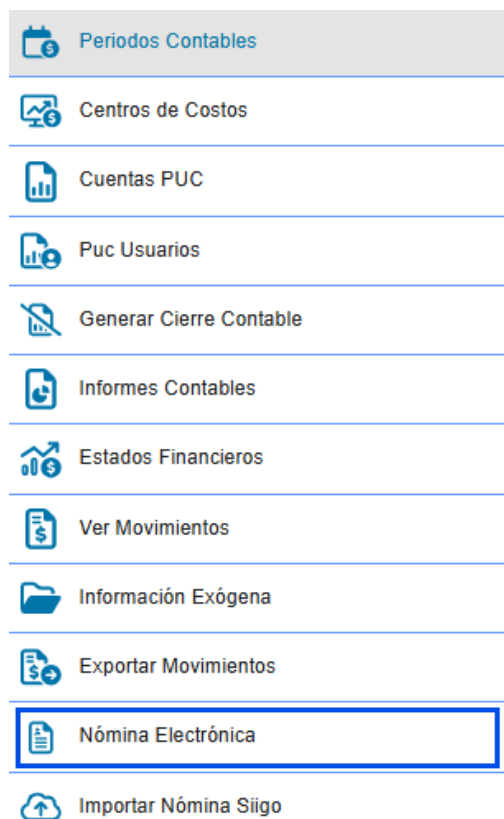 Periodos Contables
Centros de Costos
Cuentas PUC
Puc Usuarios
Generar Cierre Contable
Informes Contables
Estados Financieros
Ver Movimientos
Información Exógena
Exportar Movimientos
Nómina Electrónica
Importar Nómina Siigo